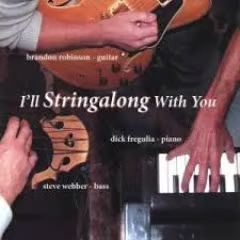 brandon robinson - guitar
I'll Stringalong With You
dick fregulia - piano
steve webber - bass